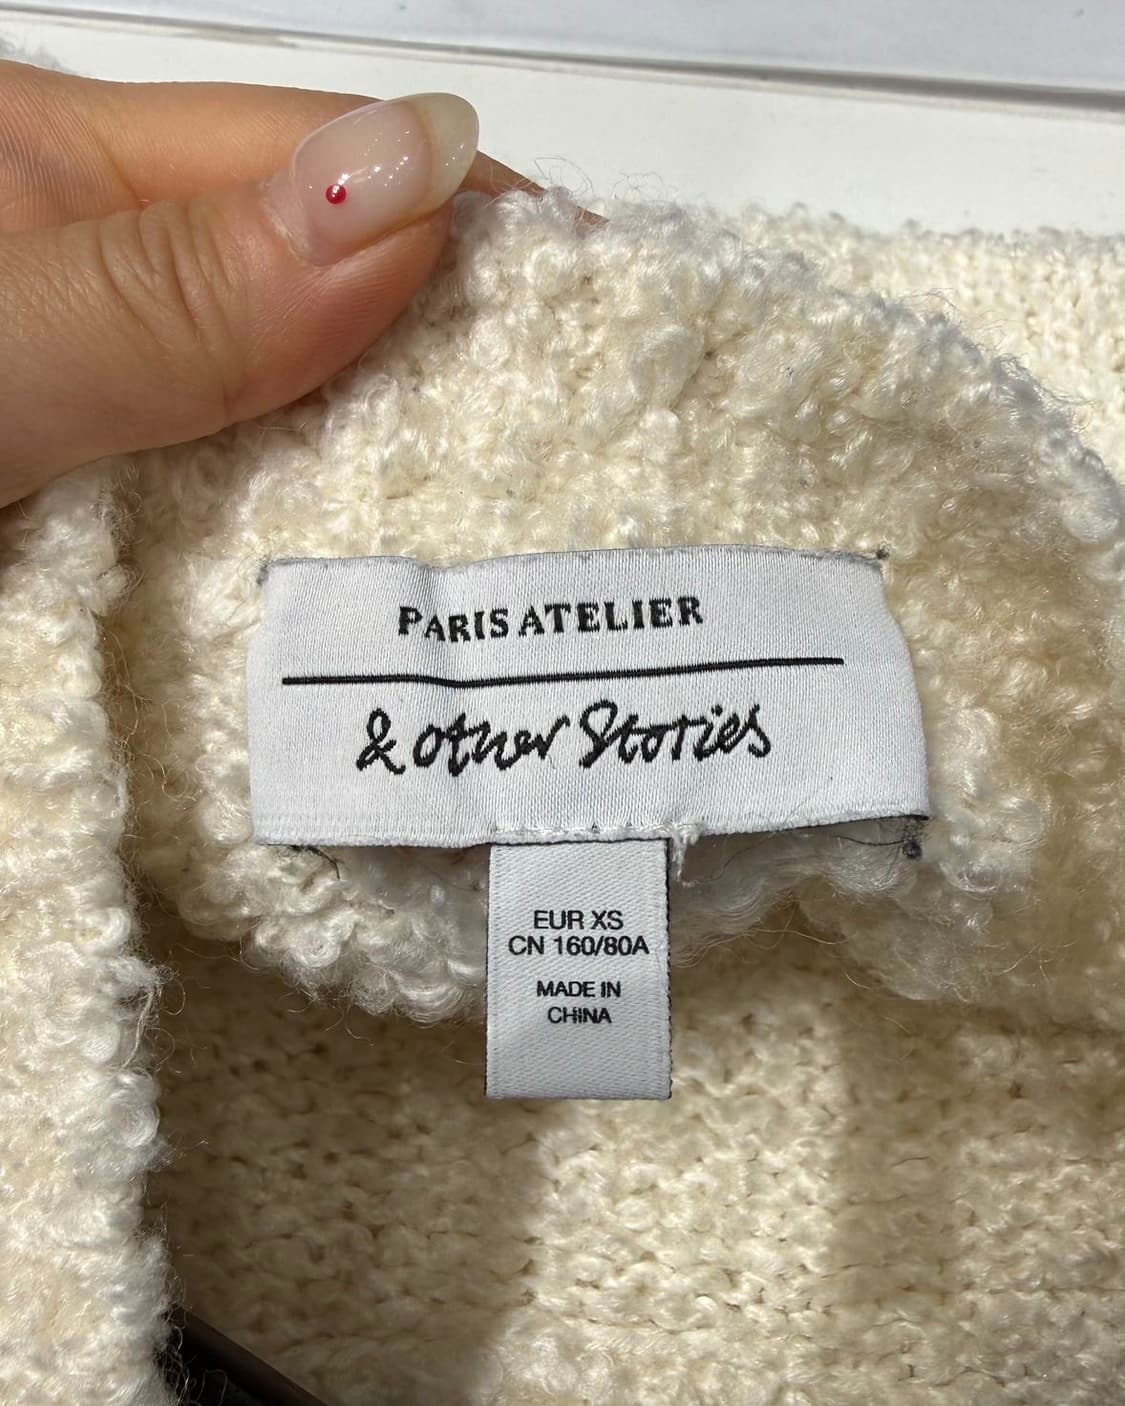 PARIS ATELIER
& other Stories
EUR XS
CN 160/80A
MADE IN
CHINA